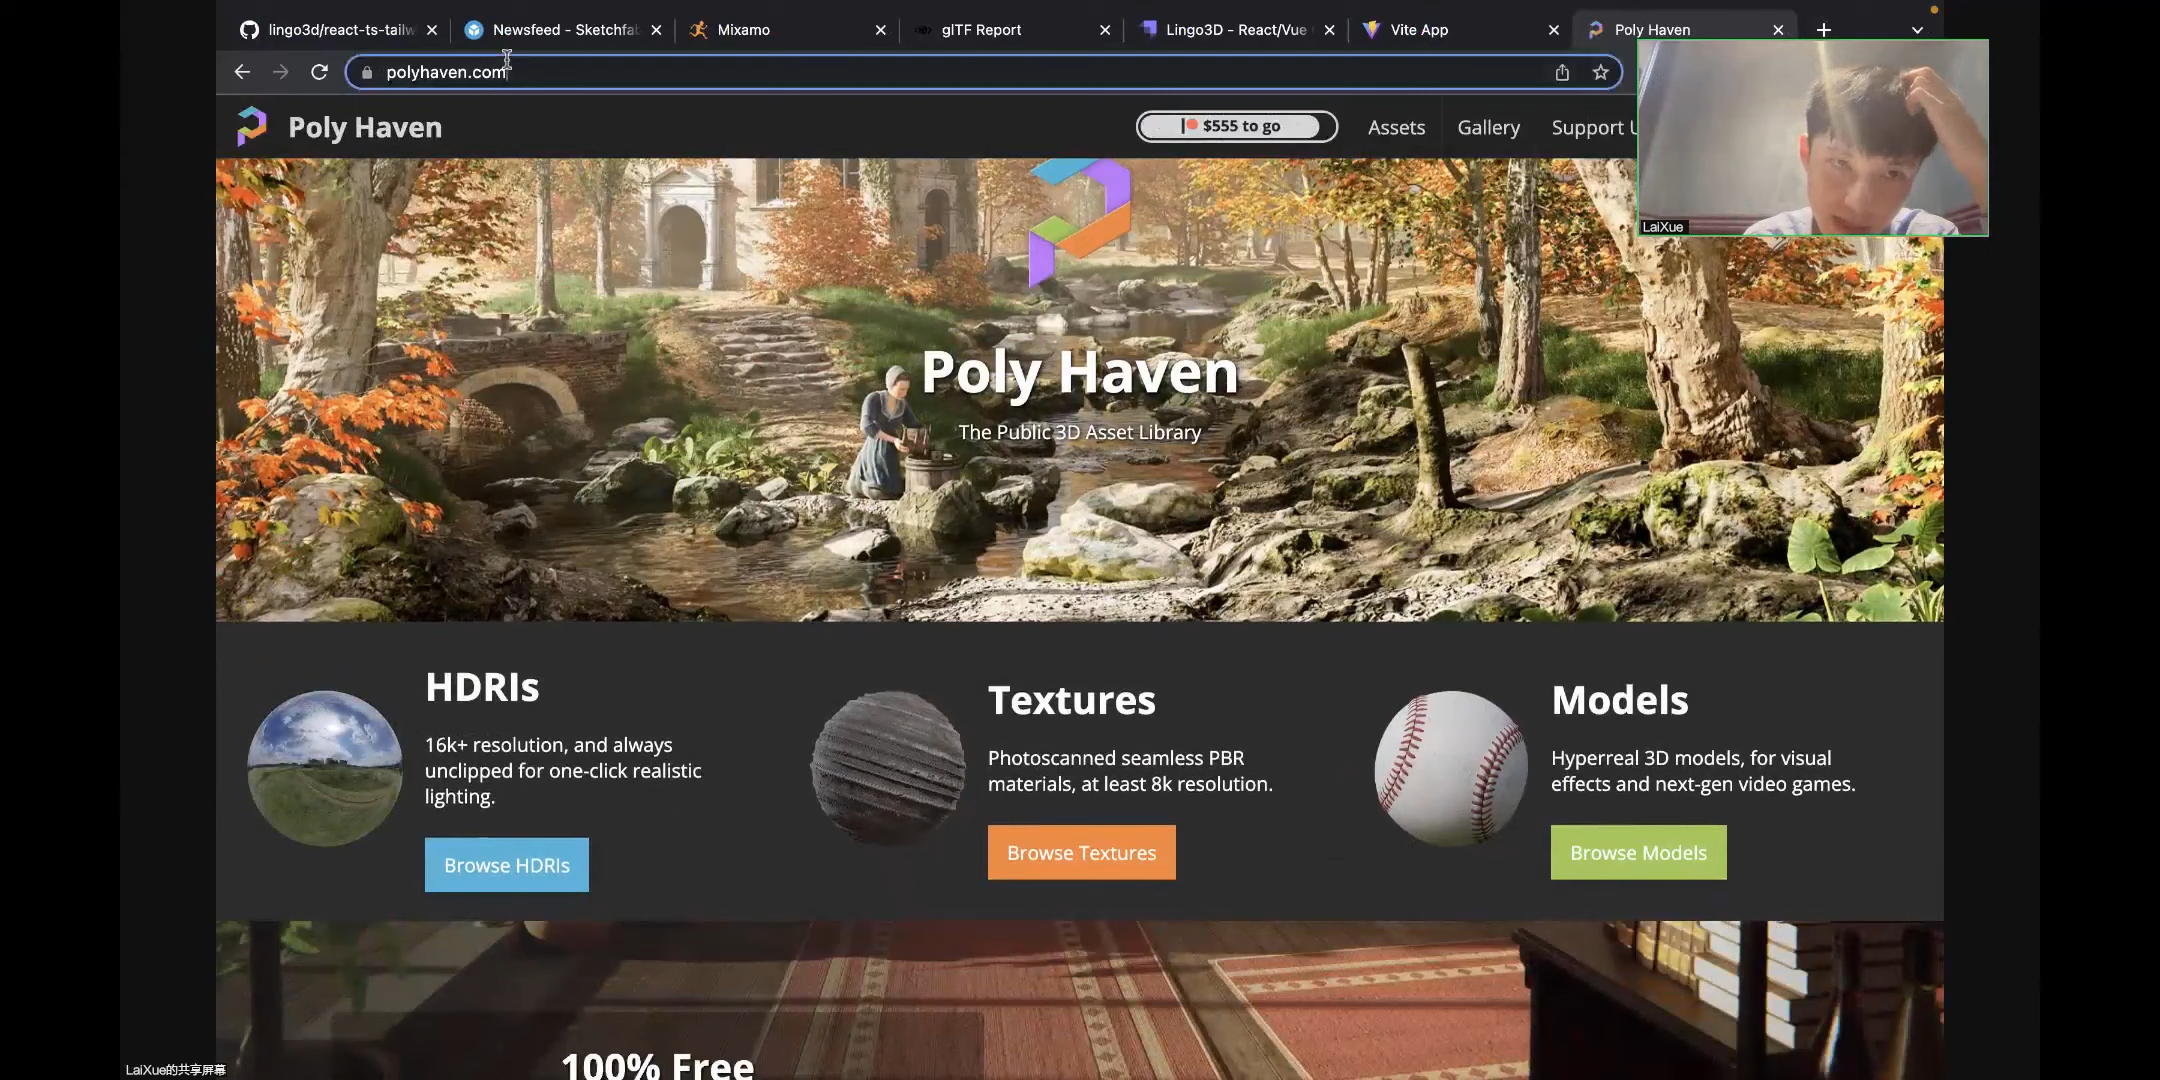 lingo3d/react-ts-tailw
Newsfeed - Sketchfab
Mixamo
glTF Report
Lingo3D - React/Vue
Vite App
Poly Haven
polyhaven.com
Poly Haven
$555 to go
Assets
Gallery
Support U
LaiXue
Poly Haven
The Public 3D Asset Library
HDRIs
16k+ resolution, and always
unclipped for one-click realistic
lighting.
Browse HDRIs
Textures
Photoscanned seamless PBR
materials, at least 8k resolution.
Browse Textures
Models
Hyperreal 3D models, for visual
effects and next-gen video games.
Browse Models
100% Free
LaiXue的共享屏幕